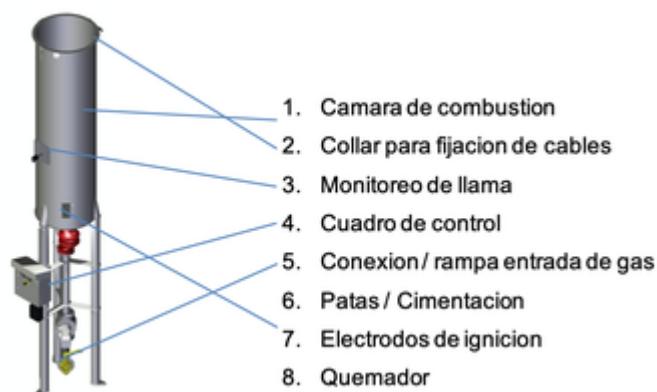 1. Camara de combustion
2. Collar para fijacion de cables
3. Monitoreo de llama
4. Cuadro de control
5. Conexion / rampa entrada de gas
6. Patas / Cimentacion
7. Electrodos de ignicion
8. Quemador